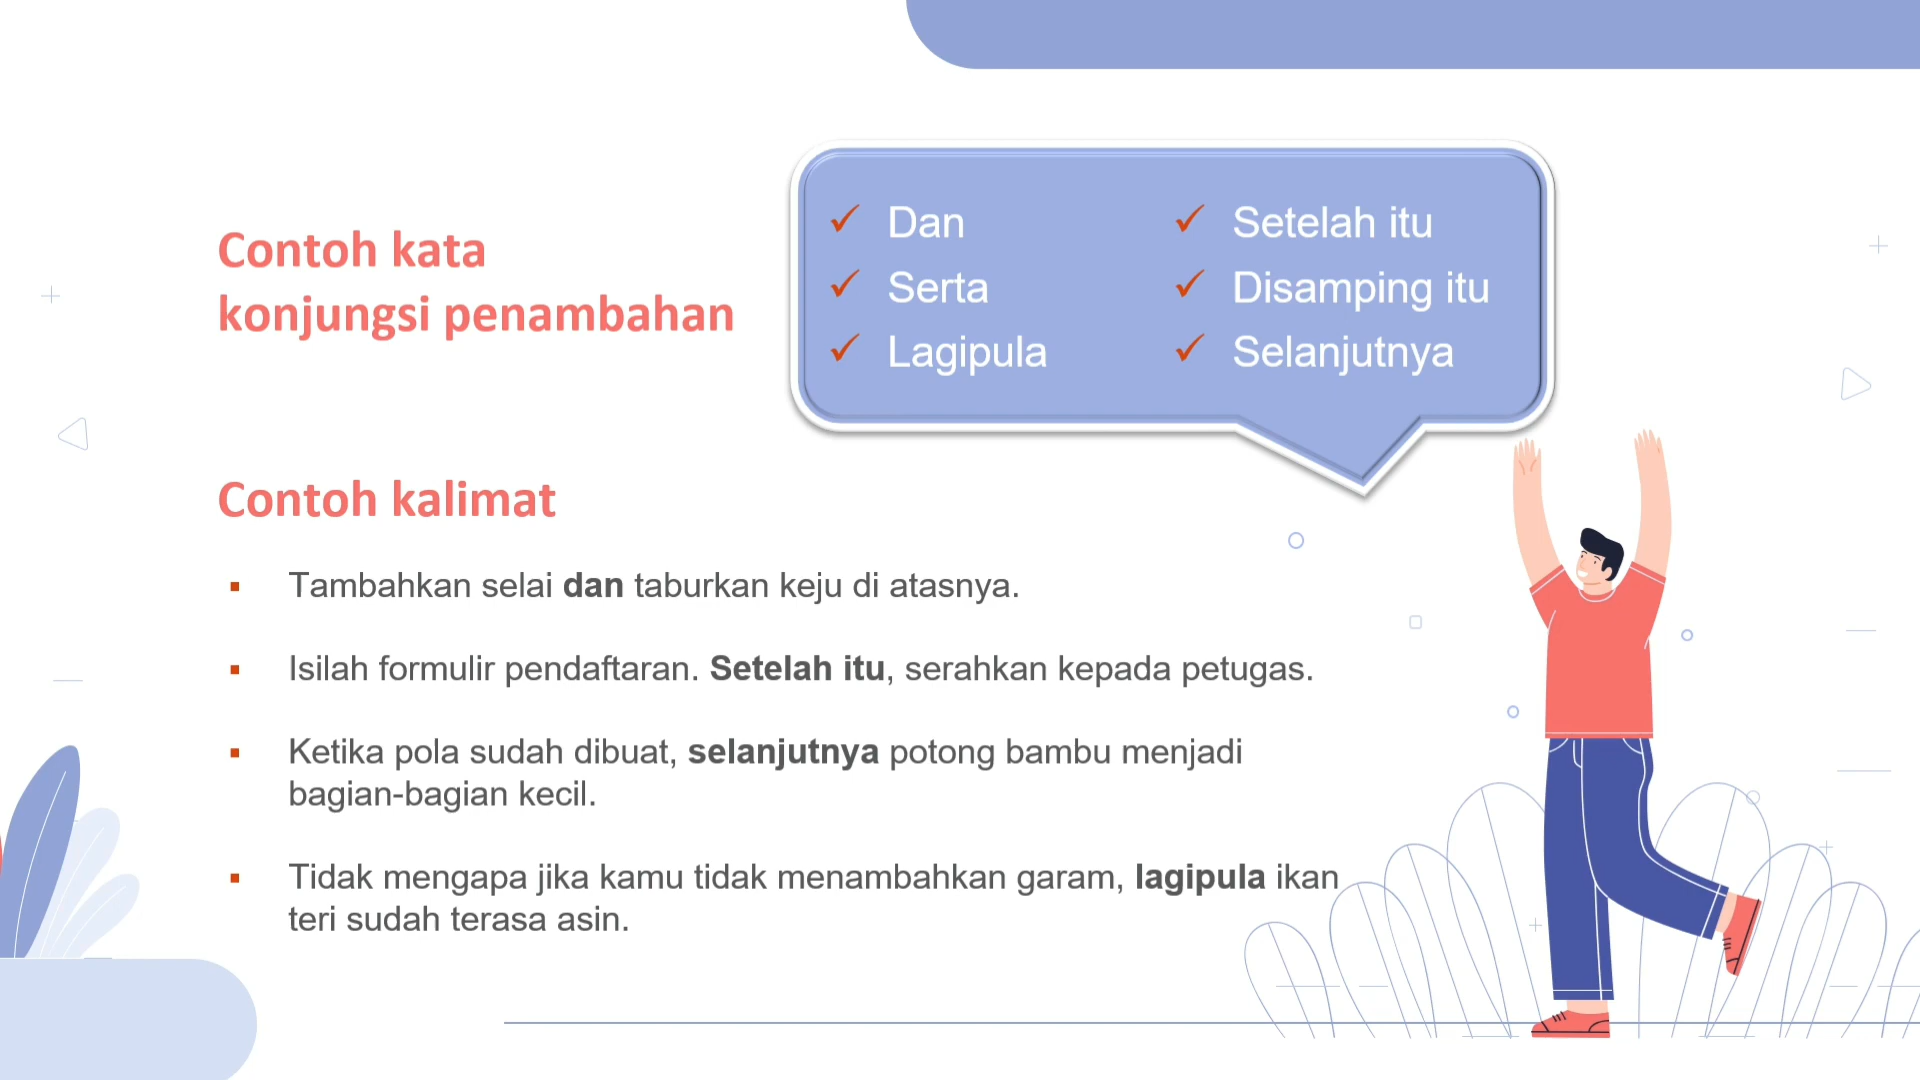 Contoh kata
konjungsi penambahan
Dan
Serta
Lagipula
Setelah itu
Disamping itu
Selanjutnya
Contoh kalimat
Tambahkan selai dan taburkan keju di atasnya.
Isilah formulir pendaftaran. Setelah itu, serahkan kepada petugas.
Ketika pola sudah dibuat, selanjutnya potong bambu menjadi
bagian-bagian kecil.
Tidak mengapa jika kamu tidak menambahkan garam, lagipula ikan
teri sudah terasa asin.